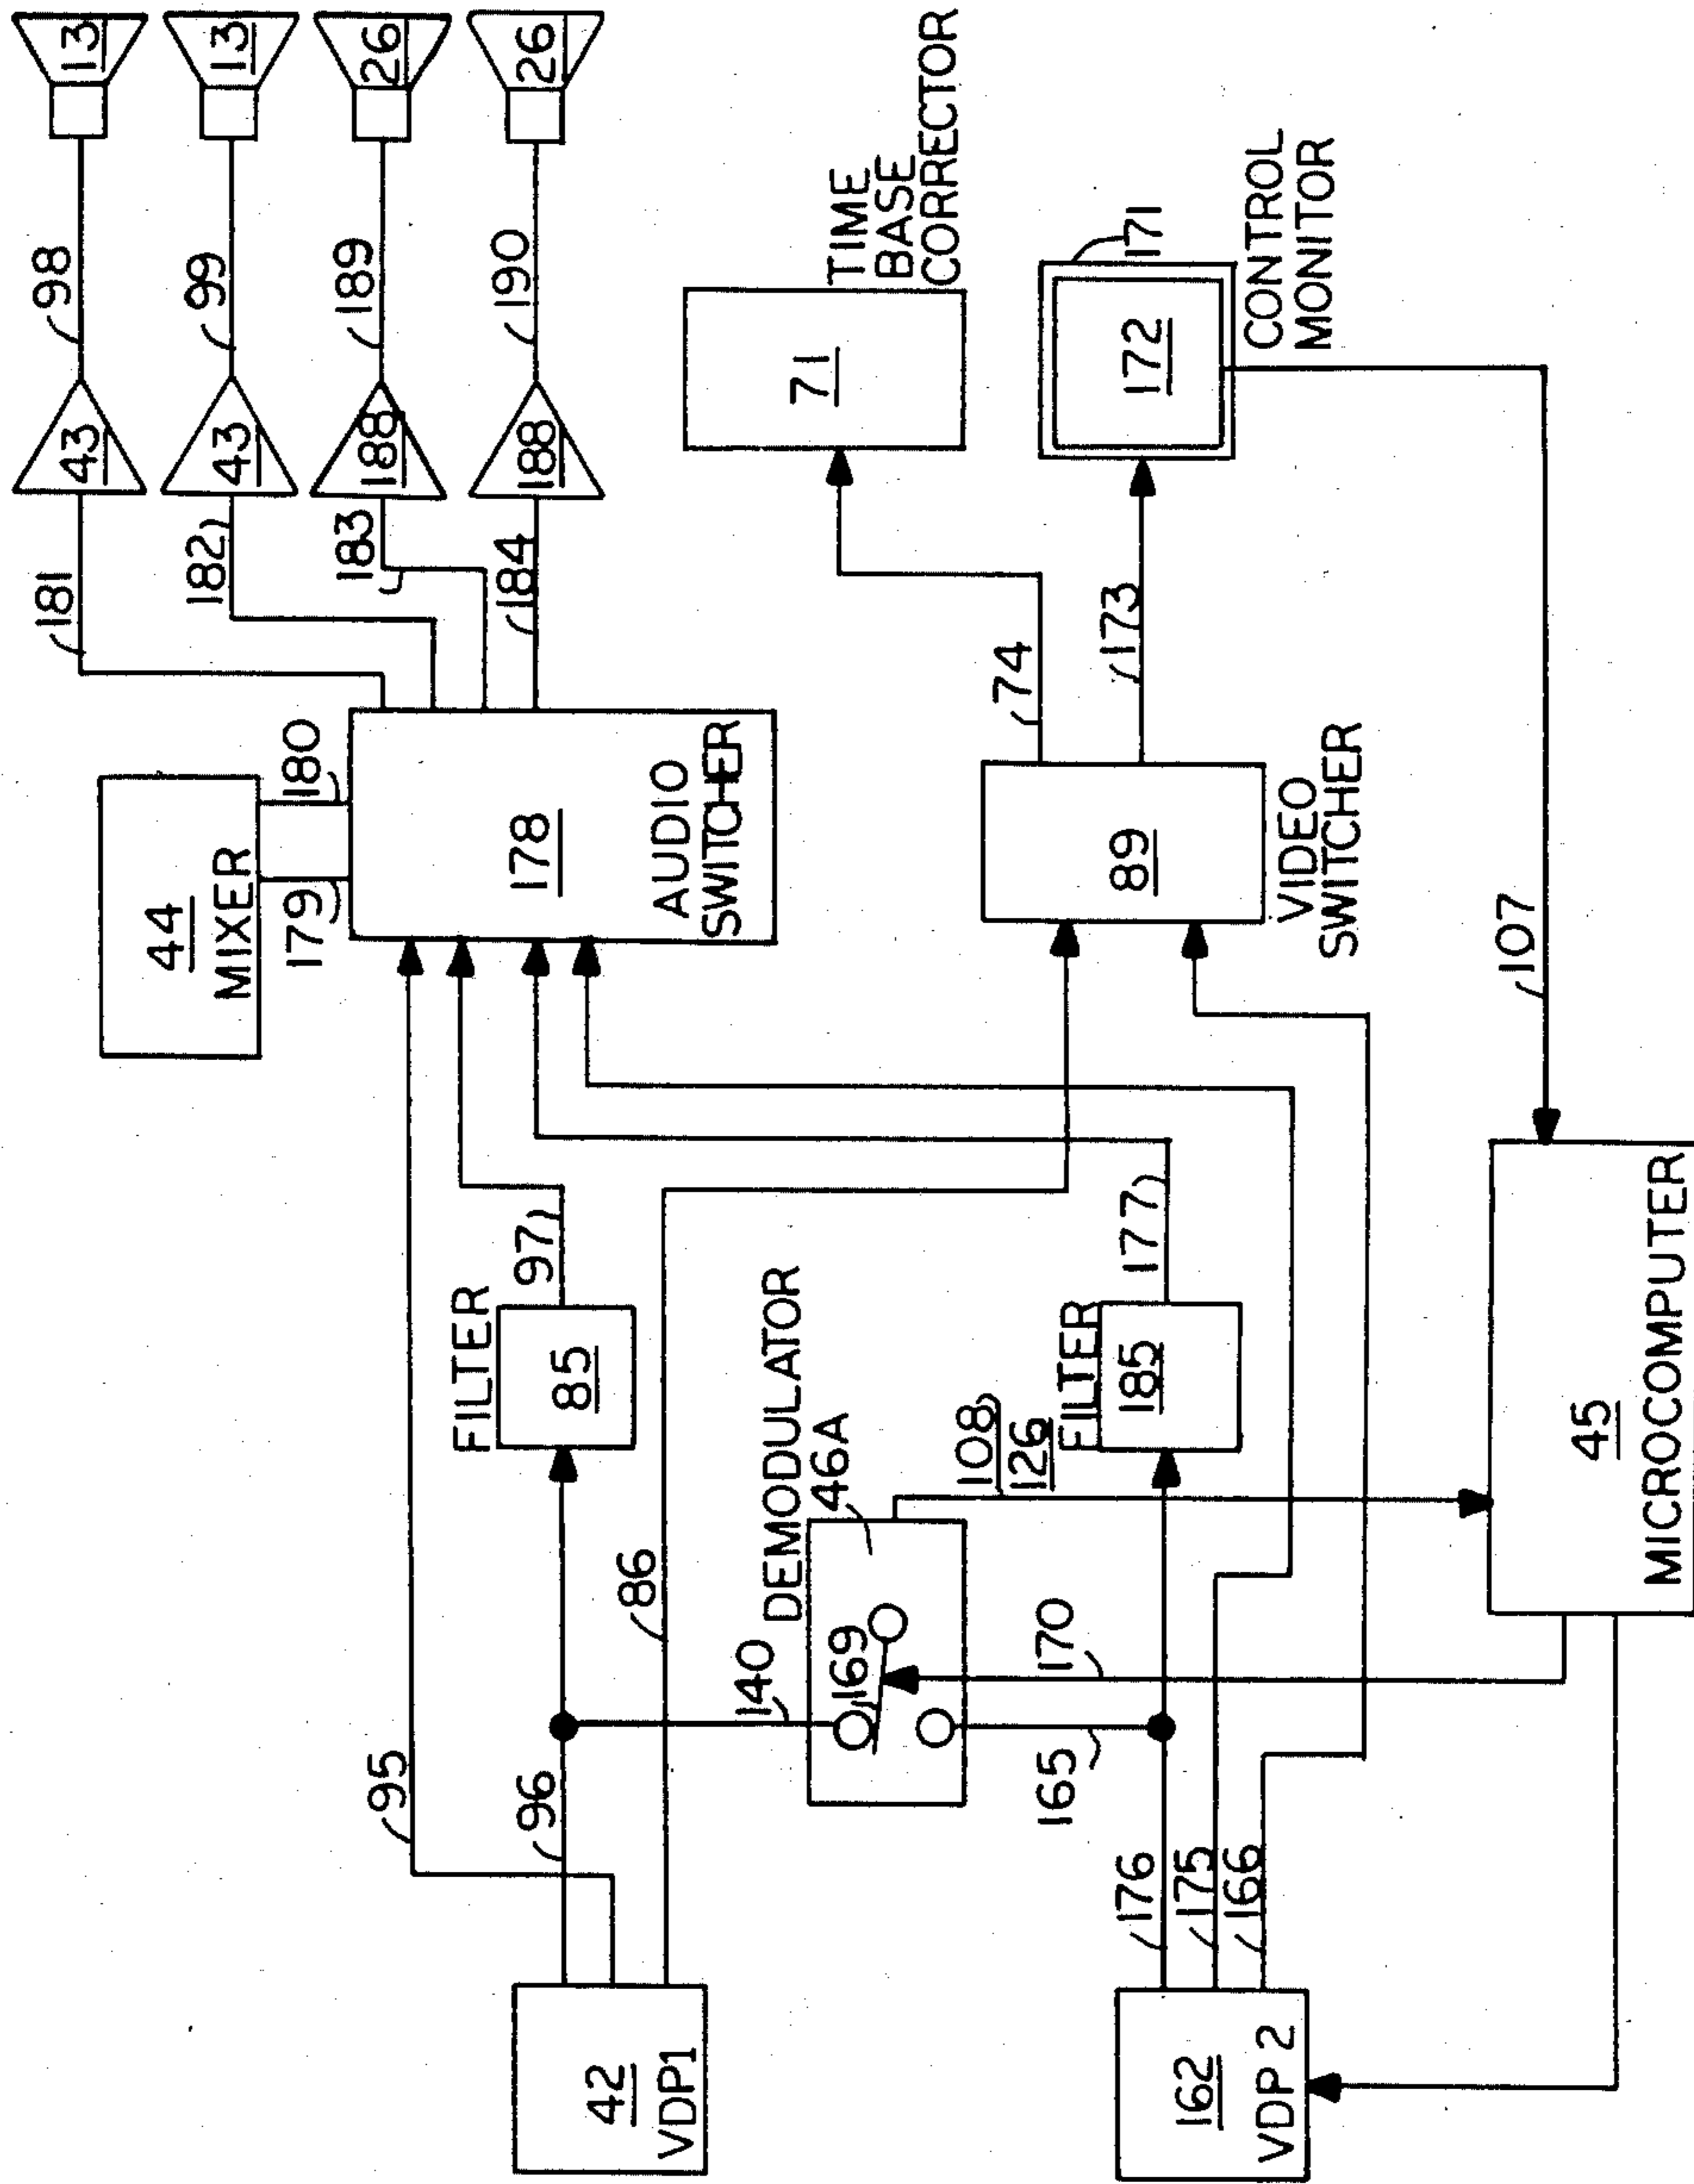 13
13
26
26
98
99
189
190
43
43
188
188
181
182
183
184
44
MIXER
179
180
178
AUDIO
SWITCHER
71
TIME
BASE
CORRECTOR
171
172
CONTROL
MONITOR
74
173
89
VIDEO
SWITCHER
107
FILTER
85
97
95
96
86
140
DEMODULATOR
46A
169
108
126
170
165
FILTER
185
177
176
175
166
42
VDP1
162
VDP 2
45
MICROCOMPUTER